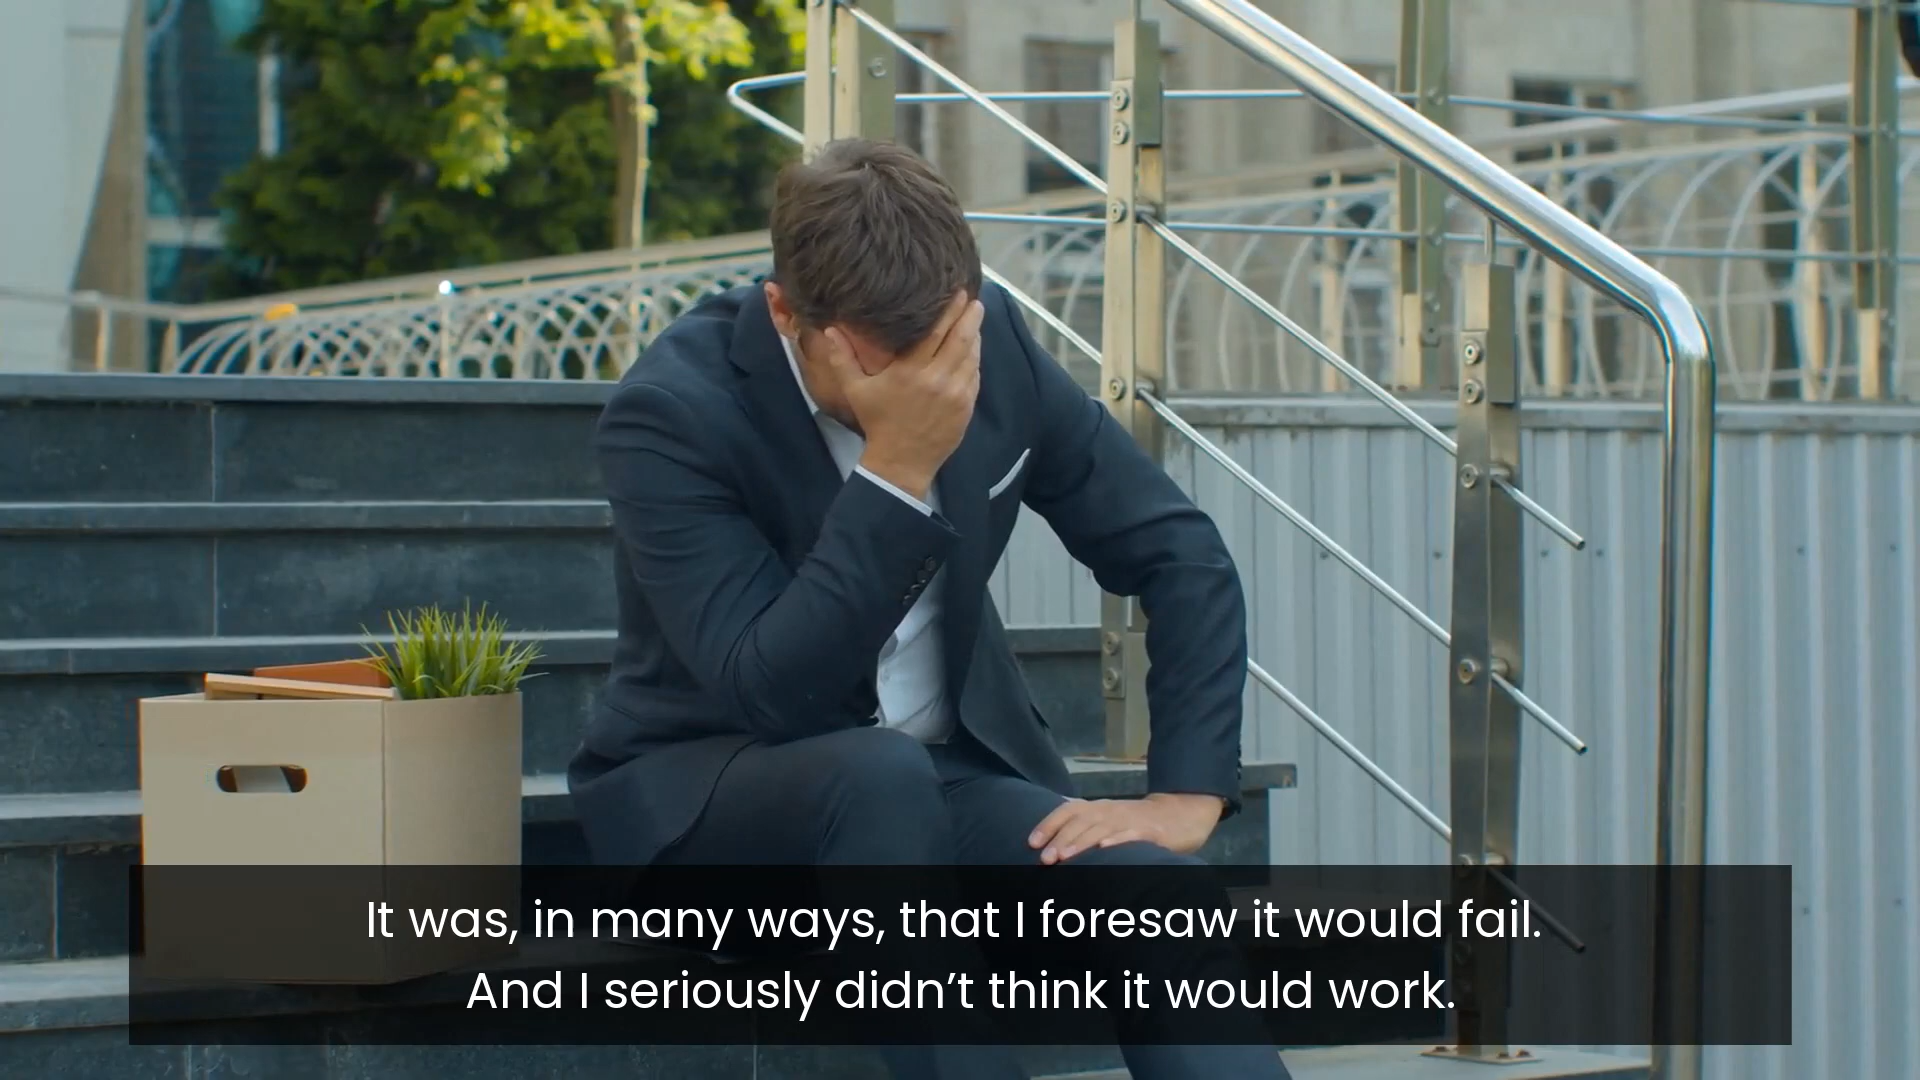 It was, in many ways, that I foresaw it would fail.
And I seriously didn’t think it would work.